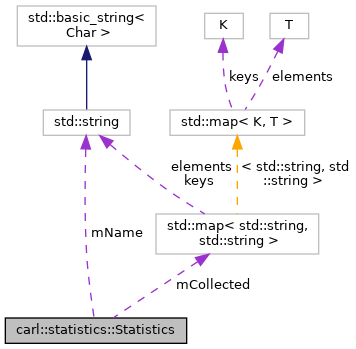 std::basic_string<
Char >
K
T
keys
elements
std::string
std::map< K, T >
elements
keys
< std::string, std
::string >
mName
std::map< std::string,
std::string >
mCollected
carl::statistics::Statistics